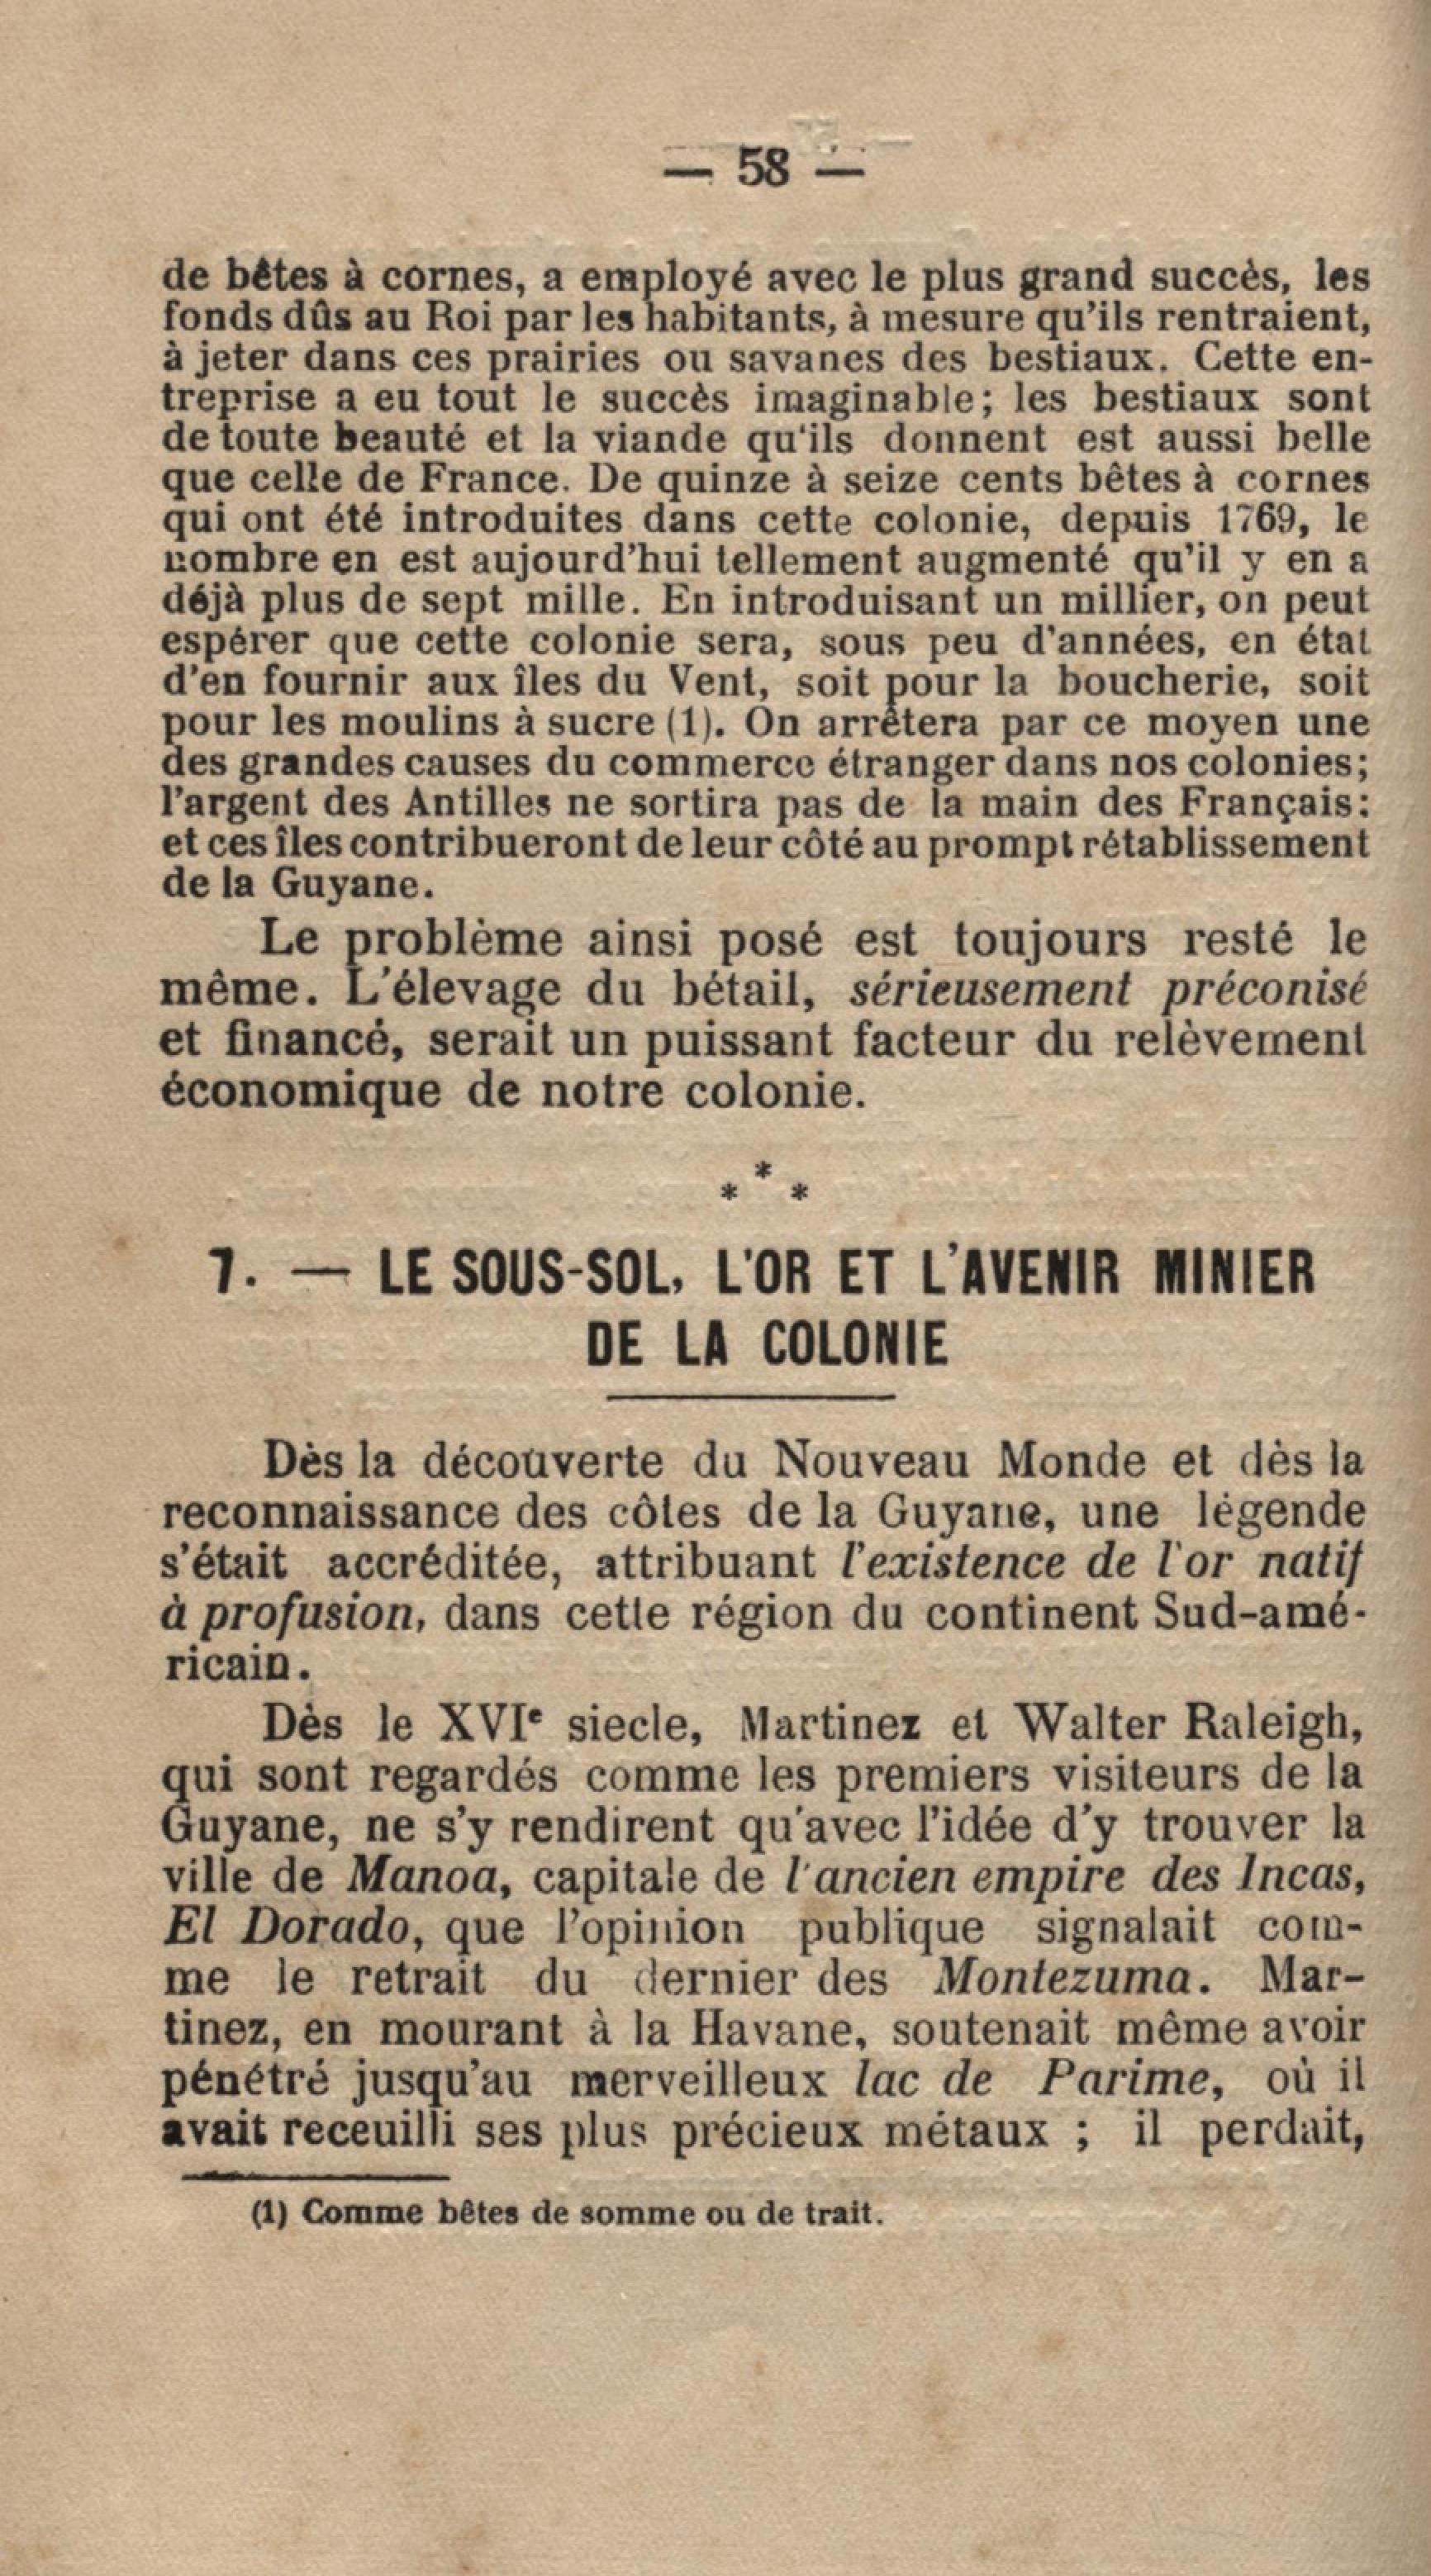 — 58 —
de bêtes à cornes, a employé avec le plus grand succès, les
fonds dûs au Roi par les habitants, à mesure qu'ils rentraient,
à jeter dans ces prairies ou savanes des bestiaux. Cette en-
treprise a eu tout le succès imaginable; les bestiaux sont
de toute beauté et la viande qu'ils donnent est aussi belle
que celle de France. De quinze à seize cents bêtes à cornes
qui ont été introduites dans cette colonie, depuis 1769, le
nombre en est aujourd'hui tellement augmenté qu'il y en a
déjà plus de sept mille. En introduisant un millier, on peut
espérer que cette colonie sera, sous peu d'années, en état
d'en fournir aux îles du Vent, soit pour la boucherie, soit
pour les moulins à sucre (1). On arrêtera par ce moyen une
des grandes causes du commerce étranger dans nos colonies;
l'argent des Antilles ne sortira pas de la main des Français:
et ces îles contribueront de leur côté au prompt rétablissement
de la Guyane.
Le problème ainsi posé est toujours resté le
même. L'élevage du bétail, sérieusement préconisé
et financé, serait un puissant facteur du relèvement
économique de notre colonie.
* * *
7. — LE SOUS-SOL, L'OR ET L'AVENIR MINIER
DE LA COLONIE
Dès la découverte du Nouveau Monde et dès la
reconnaissance des côtes de la Guyane, une légende
s'était accréditée, attribuant l'existence de l'or natif
à profusion, dans cette région du continent Sud-amé-
ricain.
Dès le XVIe siecle, Martinez et Walter Raleigh,
qui sont regardés comme les premiers visiteurs de la
Guyane, ne s'y rendirent qu'avec l'idée d'y trouver la
ville de Manoa, capitale de l'ancien empire des Incas,
El Dorado, que l'opinion publique signalait com-
me le retrait du dernier des Montezuma. Mar-
tinez, en mourant à la Havane, soutenait même avoir
pénétré jusqu'au merveilleux lac de Parime, où il
avait receuilli ses plus précieux métaux ; il perdait,
(1) Comme bêtes de somme ou de trait.